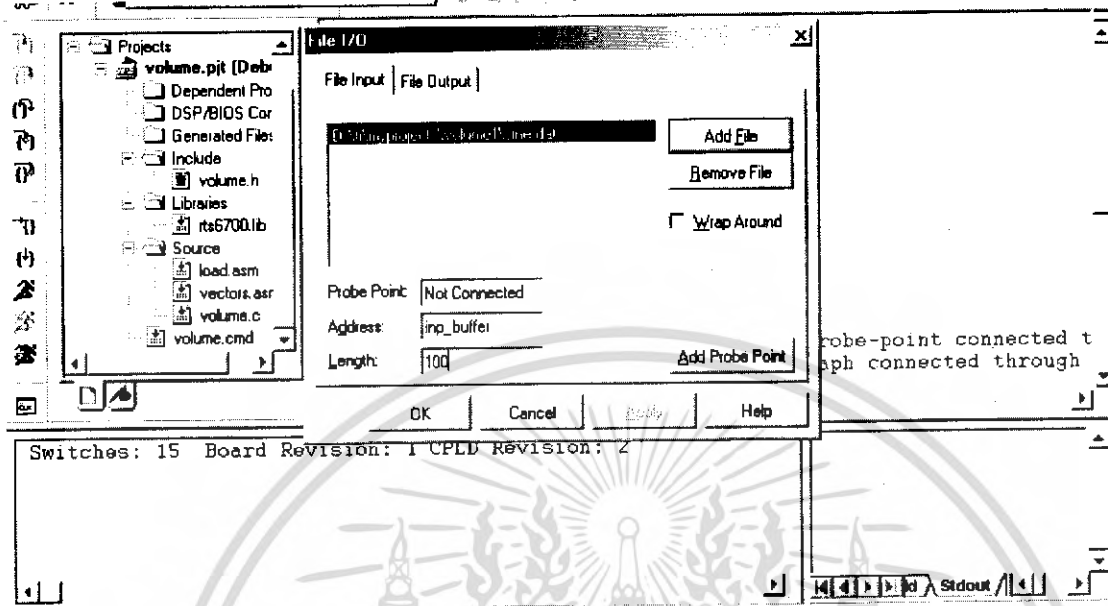 Projects
volume.pjt (Deb
Dependent Pro
DSP/BIOS Cor
Generated Files
Include
volume.h
Libraries
rts6700.lib
Source
load.asm
vectors.asr
volume.c
volume.cmd
File I/O
File Input
File Output
Add File
Remove File
Wrap Around
Probe Point: Not Connected
Address: inp_buffer
Length: 100
Add Probe Point
OK
Cancel
Apply
Help
robe-point connected t
aph connected through
Switches: 15 Board Revision: 1 CPLD Revision: 2
Stdout